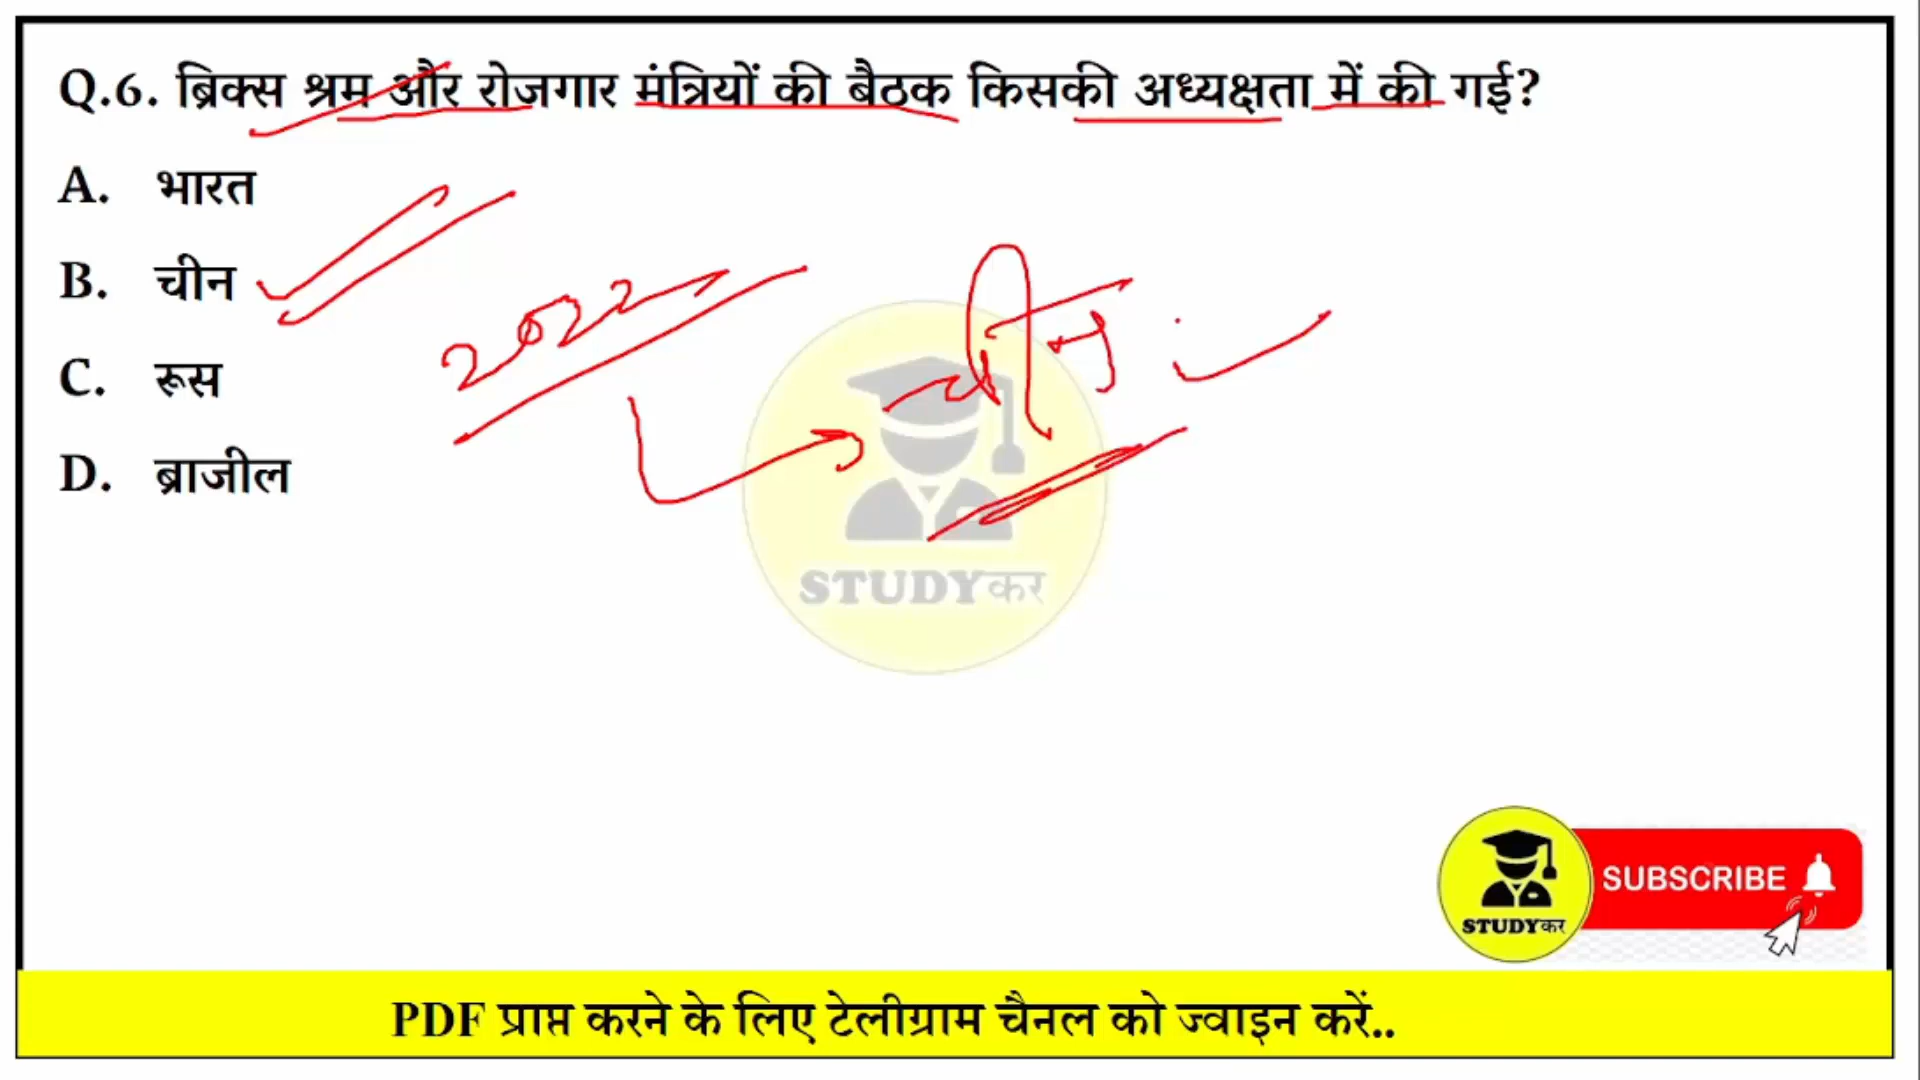 Q.6. ब्रिक्स श्रम और रोजगार मंत्रियों की बैठक किसकी अध्यक्षता में की गई?
A. भारत
B. चीन
C. रूस
D. ब्राजील
2022
चीन
STUDYकर
SUBSCRIBE
STUDYकर
PDF प्राप्त करने के लिए टेलीग्राम चैनल को ज्वाइन करें..